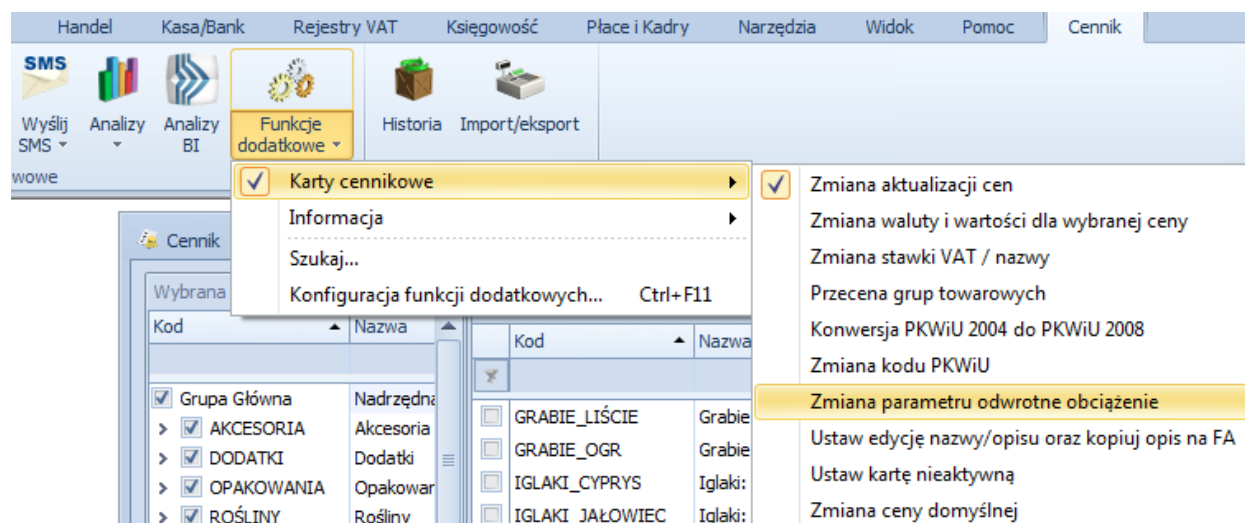 Handel Kasa/Bank Rejestry VAT Księgowość Płace i Kadry Narzędzia Widok Pomoc Cennik
SMS
Wyślij SMS
Analizy
Analizy BI
Funkcje dodatkowe
Historia
Import/eksport
wowe
Karty cennikowe
Informacja
Szukaj...
Konfiguracja funkcji dodatkowych... Ctrl+F11
Zmiana aktualizacji cen
Zmiana waluty i wartości dla wybranej ceny
Zmiana stawki VAT / nazwy
Przecena grup towarowych
Konwersja PKWiU 2004 do PKWiU 2008
Zmiana kodu PKWiU
Zmiana parametru odwrotne obciążenie
Ustaw edycję nazwy/opisu oraz kopiuj opis na FA
Ustaw kartę nieaktywną
Zmiana ceny domyślnej
Cennik
Wybrana
Kod Nazwa
Grupa Główna Nadrzędna
AKCESORIA Akcesoria
DODATKI Dodatki
OPAKOWANIA Opakowar
ROŚLINY Rośliny
Kod Nazwa
GRABIE_LIŚCIE Grabie
GRABIE_OGR Grabie
IGLAKI_CYPRYS Iglaki:
IGLAKI_JAŁOWIEC Iglaki: